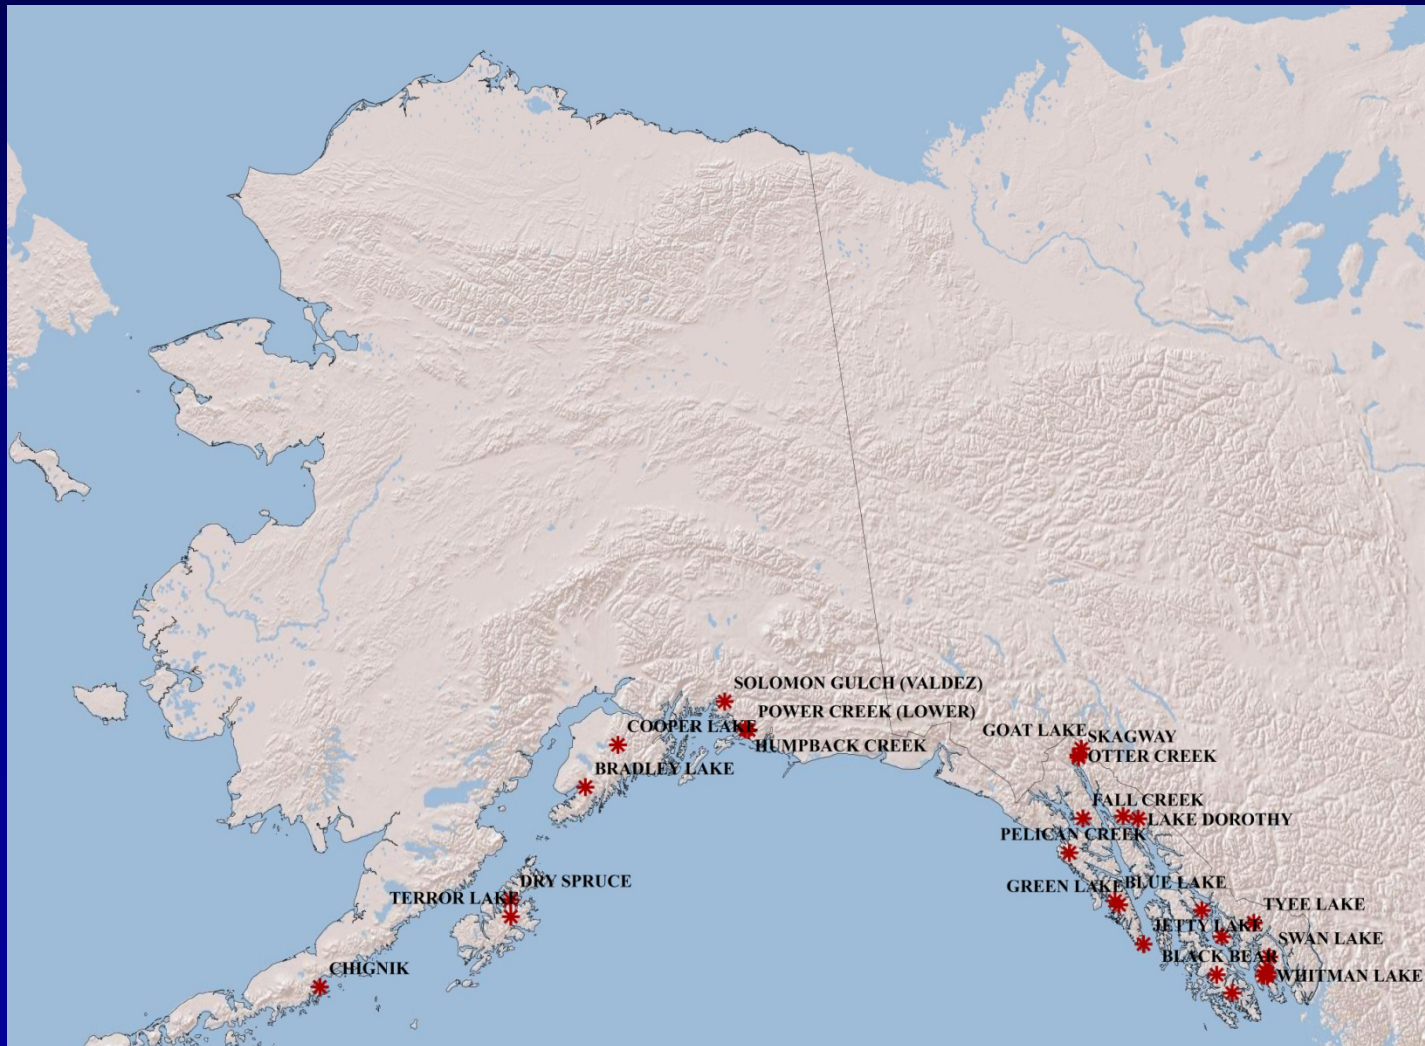 SOLOMON GULCH (VALDEZ)
POWER CREEK (LOWER)
COOPER LAKE
HUMPBACK CREEK
GOAT LAKE
SKAGWAY
OTTER CREEK
BRADLEY LAKE
FALL CREEK
LAKE DOROTHY
PELICAN CREEK
DRY SPRUCE
TERROR LAKE
GREEN LAKE
BLUE LAKE
TYEE LAKE
JETTY LAKE
SWAN LAKE
BLACK BEAR
CHIGNIK
WHITMAN LAKE